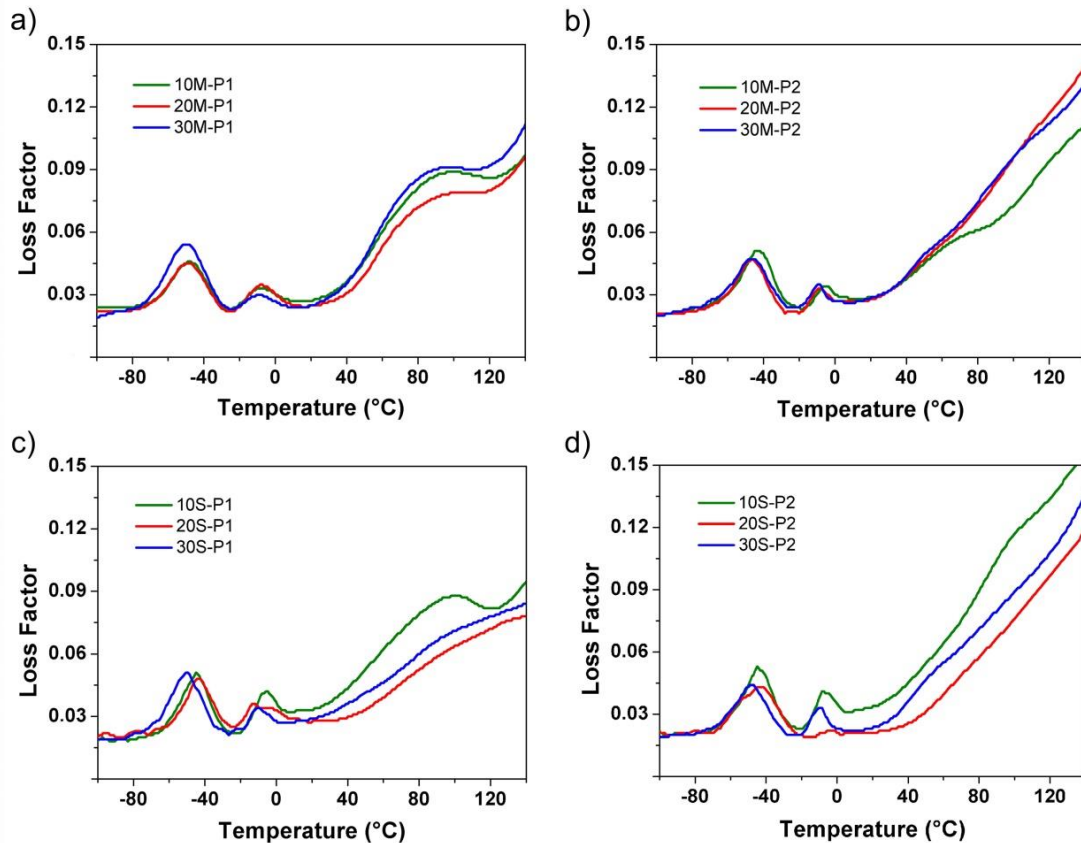 a)
0.15
0.12
0.09
0.06
0.03
Loss Factor
10M-P1
20M-P1
30M-P1
-80 -40 0 40 80 120
Temperature (°C)
b)
0.15
0.12
0.09
0.06
0.03
Loss Factor
10M-P2
20M-P2
30M-P2
-80 -40 0 40 80 120
Temperature (°C)
c)
0.15
0.12
0.09
0.06
0.03
Loss Factor
10S-P1
20S-P1
30S-P1
-80 -40 0 40 80 120
Temperature (°C)
d)
0.15
0.12
0.09
0.06
0.03
Loss Factor
10S-P2
20S-P2
30S-P2
-80 -40 0 40 80 120
Temperature (°C)